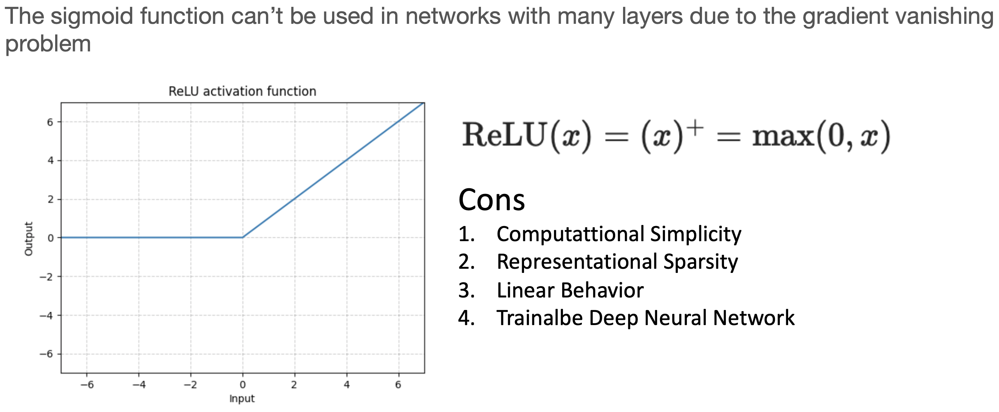 The sigmoid function can’t be used in networks with many layers due to the gradient vanishing
problem
ReLU activation function
6
4
2
0
−2
−4
−6
Output
−6 −4 −2 0 2 4 6
Input
ReLU(x) = (x)⁺ = max(0, x)
Cons
1. Computattional Simplicity
2. Representational Sparsity
3. Linear Behavior
4. Trainalbe Deep Neural Network